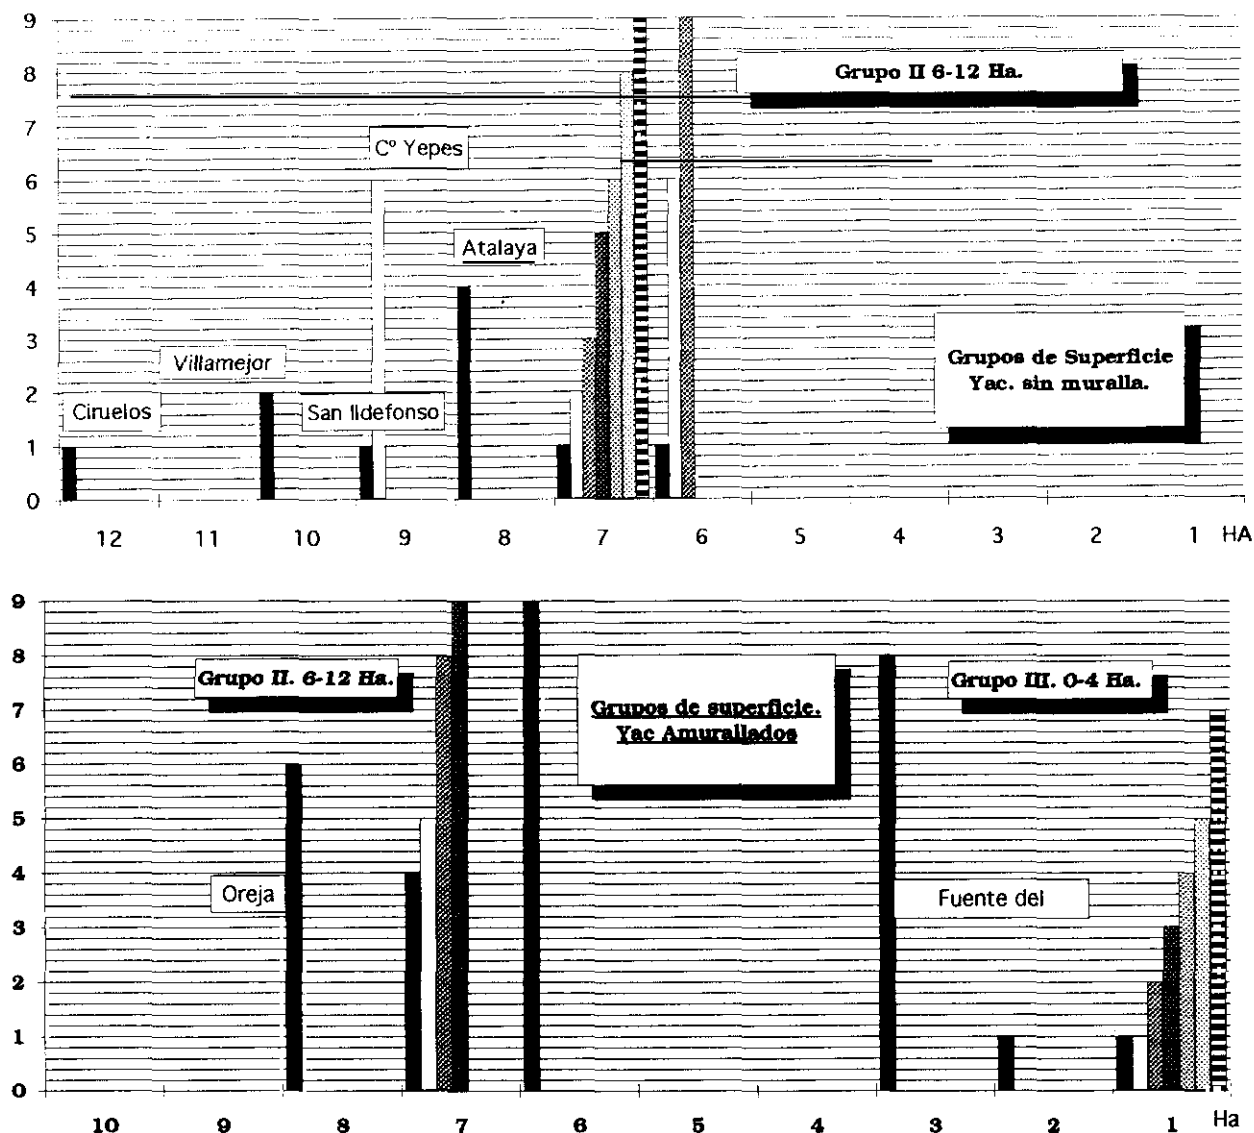 9
8
7
6
5
4
3
2
1
0
Grupo II 6-12 Ha.
Cº Yepes
Atalaya
Villamejor
Ciruelos
San Ildefonso
Grupos de Superficie
Yac. sin muralla.
12 11 10 9 8 7 6 5 4 3 2 1 HA
9
8
7
6
5
4
3
2
1
0
Grupo II. 6-12 Ha.
Grupos de superficie.
Yac Amurallados
Grupo III. 0-4 Ha.
Oreja
Fuente del
10 9 8 7 6 5 4 3 2 1 Ha